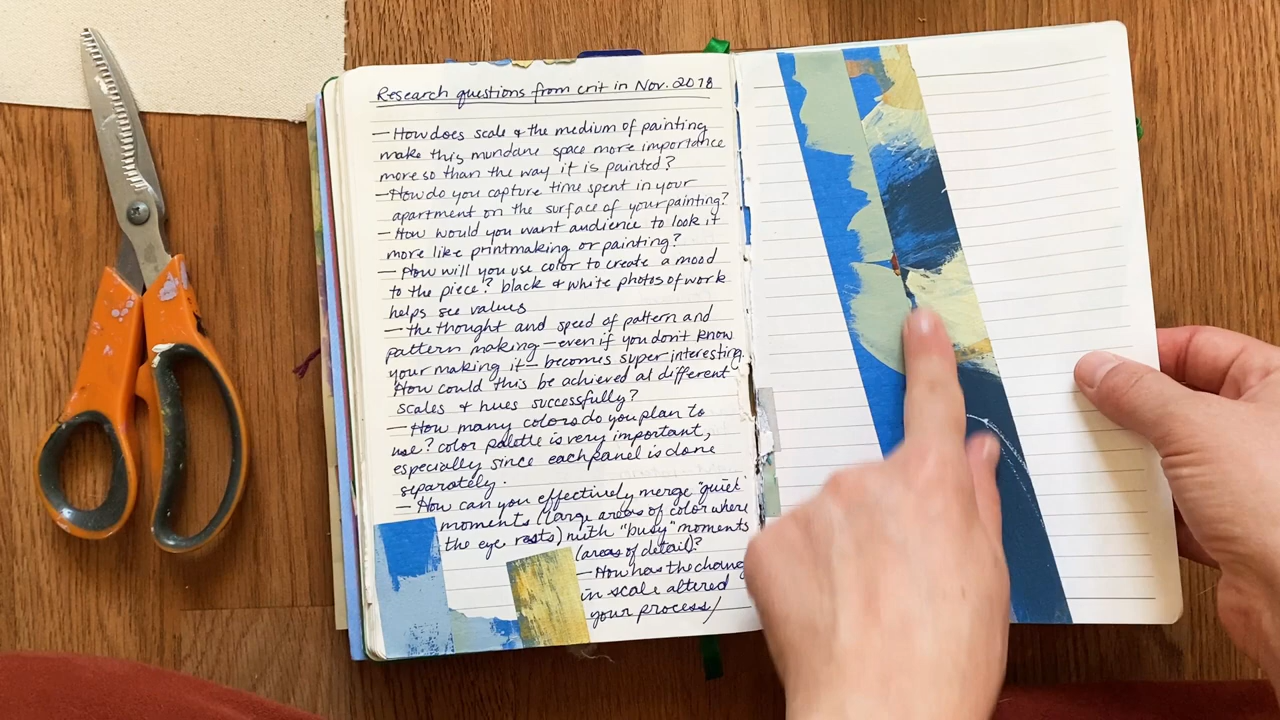 Research questions from crit in Nov. 2018
— How does scale & the medium of painting
make this mundane space more importance
more so than the way it is painted?
— How do you capture time spent in your
apartment on the surface of your painting?
— How would you want audience to look it
more like printmaking or painting?
— How will you use color to create a mood
to the piece? black & white photos of work
helps see values
— the thought and speed of pattern and
pattern making — even if you don't know
your making it — becomes super interesting.
How could this be achieved at different
scales & hues successfully?
— How many colors do you plan to
use? color palette is very important,
especially since each panel is done
separately.
— How can you effectively merge "quiet"
moments (large areas of color where
the eye rests) with "busy" moments
(areas of detail)?
— How has the change
in scale altered
your process/